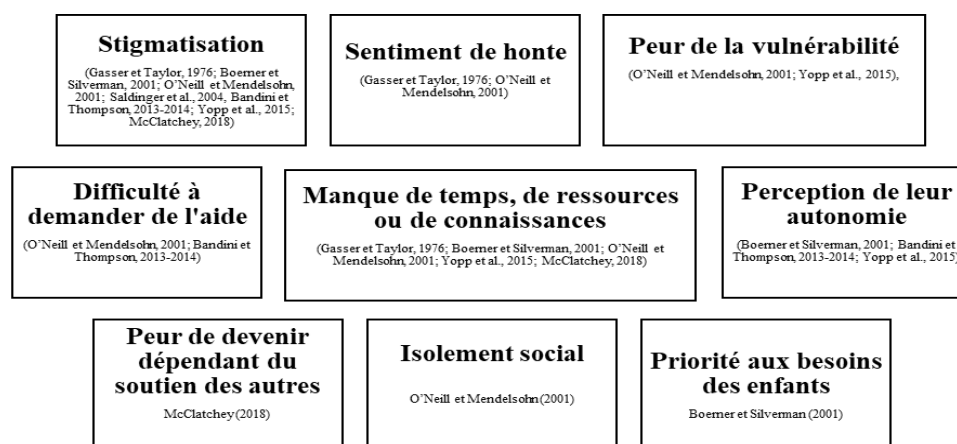 Stigmatisation
(Gasser et Taylor, 1976; Boerner et
Silverman, 2001; O’Neill et Mendelsohn,
2001; Saldinger et al., 2004, Bandini et
Thompson, 2013-2014; Yopp et al., 2015;
McClatchey, 2018)
Sentiment de honte
(Gasser et Taylor, 1976; O’Neill et
Mendelsohn, 2001)
Peur de la vulnérabilité
(O’Neill et Mendelsohn, 2001; Yopp et al., 2015),
Difficulté à
demander de l'aide
(O’Neill et Mendelsohn, 2001; Bandini et
Thompson, 2013-2014)
Manque de temps, de ressources
ou de connaissances
(Gasser et Taylor, 1976; Boerner et Silverman, 2001; O’Neill et
Mendelsohn, 2001; Yopp et al., 2015; McClatchey, 2018)
Perception de leur
autonomie
(Boerner et Silverman, 2001; Bandini et
Thompson, 2013-2014; Yopp et al., 2015)
Peur de devenir
dépendant du
soutien des autres
McClatchey (2018)
Isolement social
O’Neill et Mendelsohn (2001)
Priorité aux besoins
des enfants
Boerner et Silverman (2001)